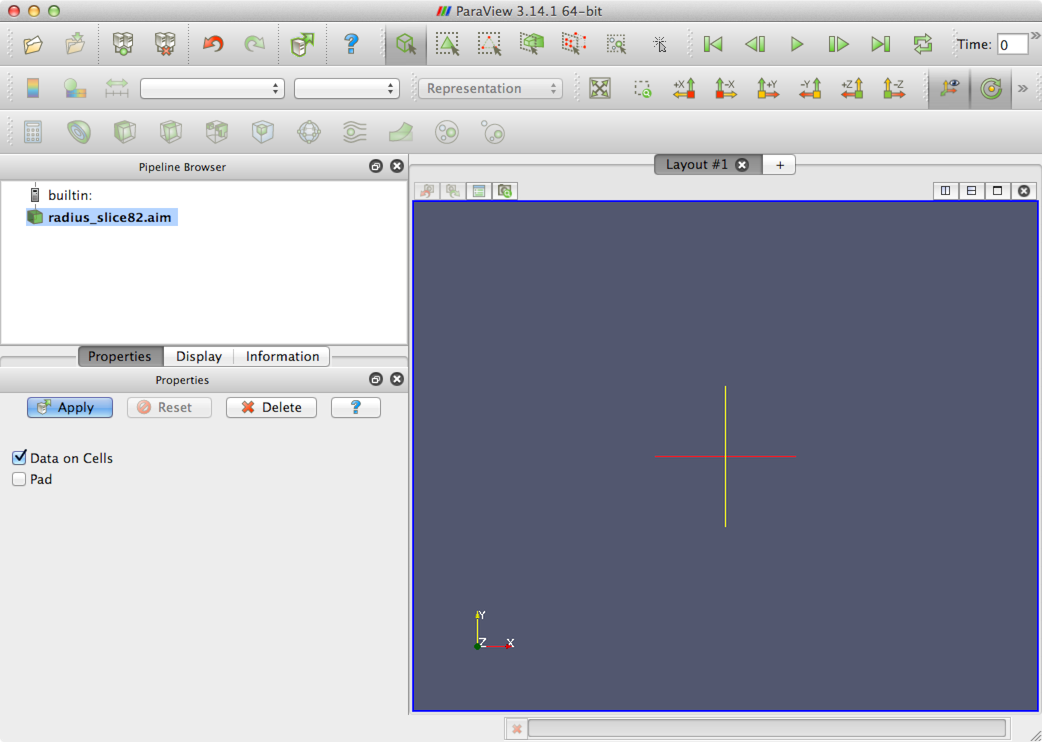 ParaView 3.14.1 64-bit
?
Time: 0
Representation
+X -X +Y -Y +Z -Z
Pipeline Browser
Layout #1 +
builtin:
radius_slice82.aim
Properties Display Information
Properties
Apply Reset Delete ?
Data on Cells
Pad
Y
Z X